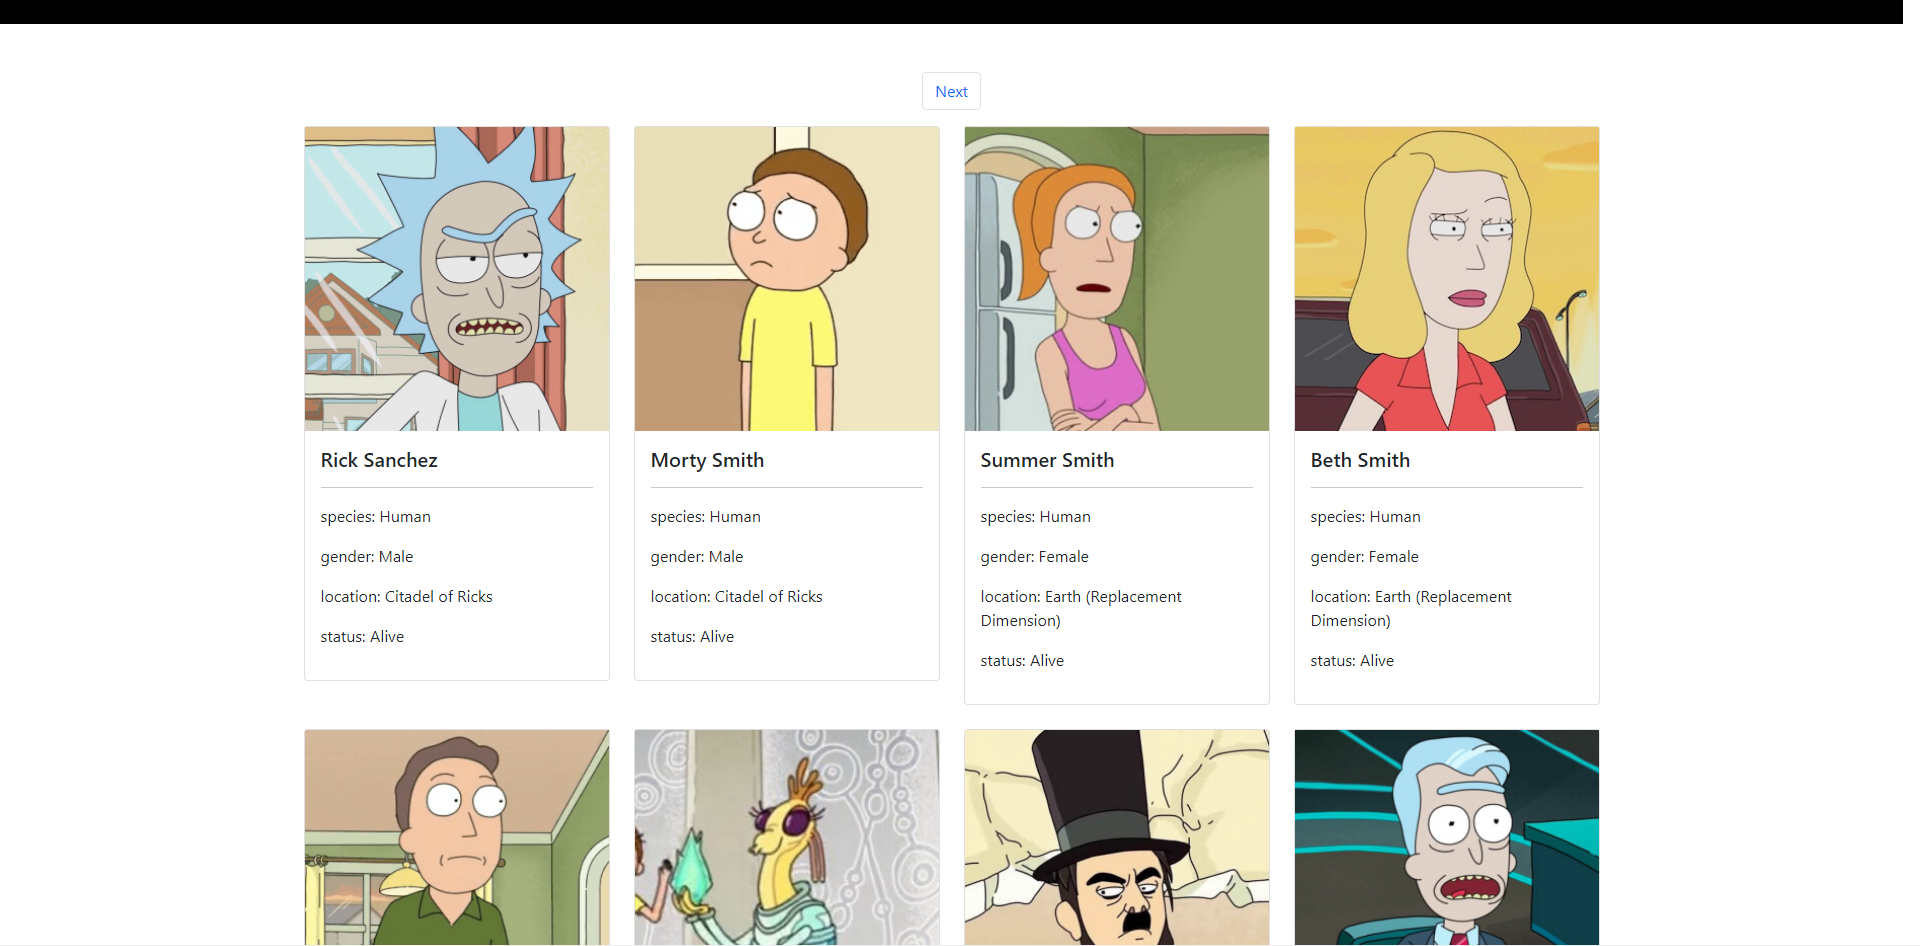 Next
Rick Sanchez
species: Human
gender: Male
location: Citadel of Ricks
status: Alive
Morty Smith
species: Human
gender: Male
location: Citadel of Ricks
status: Alive
Summer Smith
species: Human
gender: Female
location: Earth (Replacement
Dimension)
status: Alive
Beth Smith
species: Human
gender: Female
location: Earth (Replacement
Dimension)
status: Alive